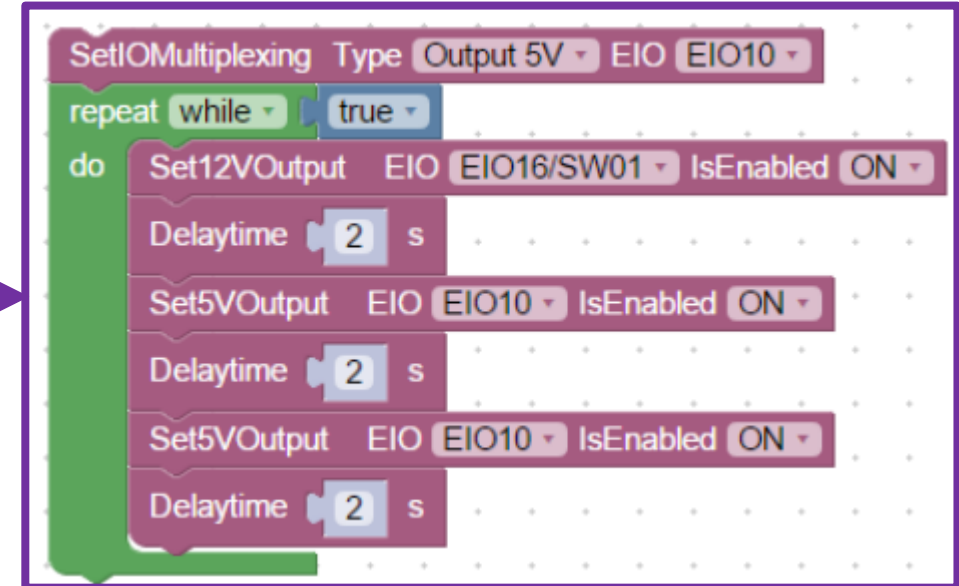 SetIOMultiplexing Type Output 5V EIO EIO10
repeat while true
do Set12VOutput EIO EIO16/SW01 IsEnabled ON
Delaytime 2 s
Set5VOutput EIO EIO10 IsEnabled ON
Delaytime 2 s
Set5VOutput EIO EIO10 IsEnabled ON
Delaytime 2 s